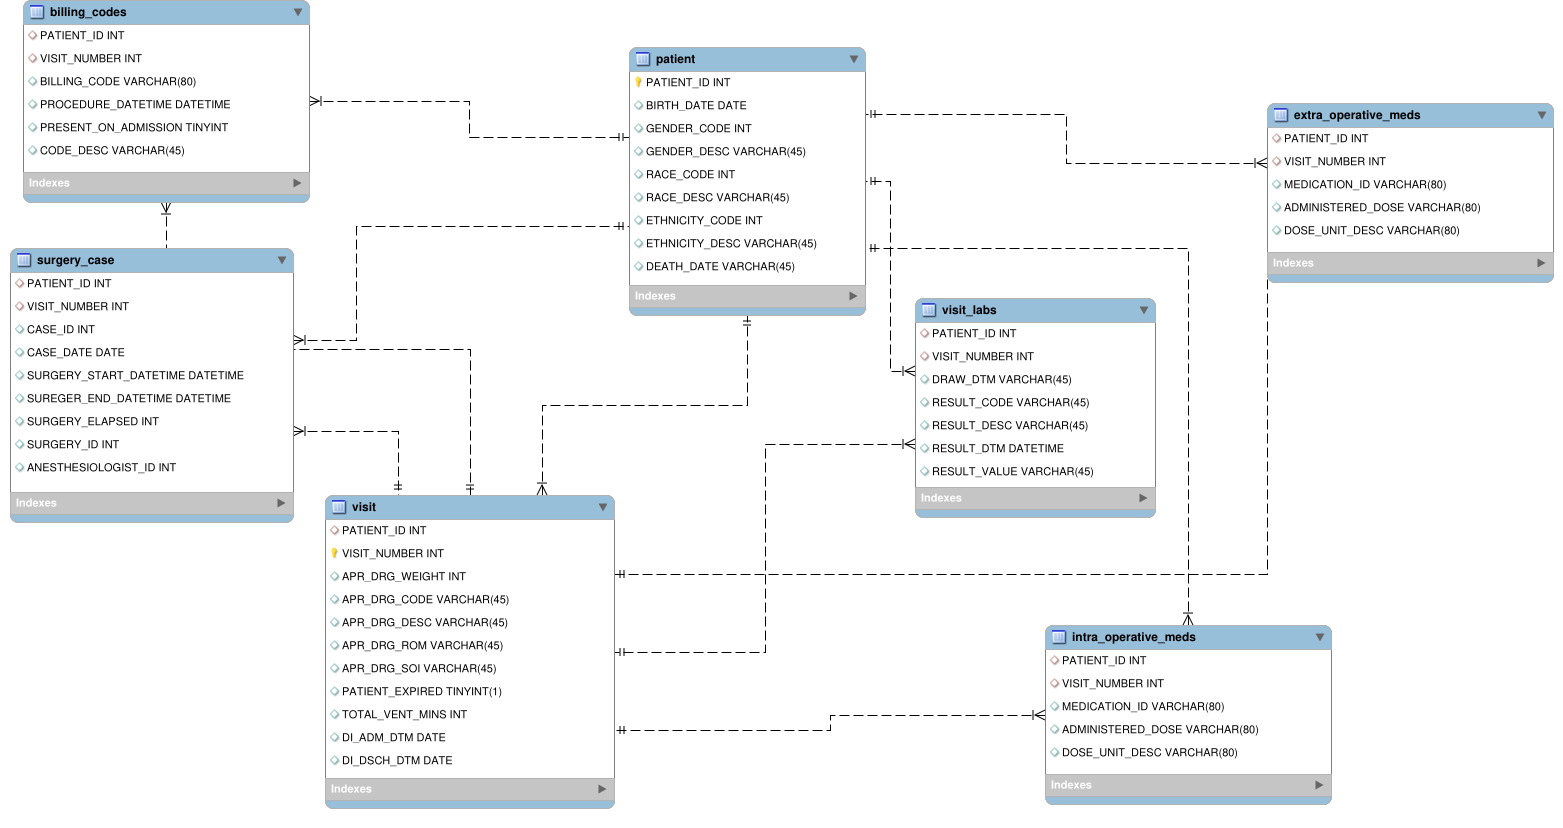 billing_codes
PATIENT_ID INT
VISIT_NUMBER INT
BILLING_CODE VARCHAR(80)
PROCEDURE_DATETIME DATETIME
PRESENT_ON_ADMISSION TINYINT
CODE_DESC VARCHAR(45)
Indexes
patient
PATIENT_ID INT
BIRTH_DATE DATE
GENDER_CODE INT
GENDER_DESC VARCHAR(45)
RACE_CODE INT
RACE_DESC VARCHAR(45)
ETHNICITY_CODE INT
ETHNICITY_DESC VARCHAR(45)
DEATH_DATE VARCHAR(45)
Indexes
extra_operative_meds
PATIENT_ID INT
VISIT_NUMBER INT
MEDICATION_ID VARCHAR(80)
ADMINISTERED_DOSE VARCHAR(80)
DOSE_UNIT_DESC VARCHAR(80)
Indexes
surgery_case
PATIENT_ID INT
VISIT_NUMBER INT
CASE_ID INT
CASE_DATE DATE
SURGERY_START_DATETIME DATETIME
SUREGER_END_DATETIME DATETIME
SURGERY_ELAPSED INT
SURGERY_ID INT
ANESTHESIOLOGIST_ID INT
Indexes
visit_labs
PATIENT_ID INT
VISIT_NUMBER INT
DRAW_DTM VARCHAR(45)
RESULT_CODE VARCHAR(45)
RESULT_DESC VARCHAR(45)
RESULT_DTM DATETIME
RESULT_VALUE VARCHAR(45)
Indexes
visit
PATIENT_ID INT
VISIT_NUMBER INT
APR_DRG_WEIGHT INT
APR_DRG_CODE VARCHAR(45)
APR_DRG_DESC VARCHAR(45)
APR_DRG_ROM VARCHAR(45)
APR_DRG_SOI VARCHAR(45)
PATIENT_EXPIRED TINYINT(1)
TOTAL_VENT_MINS INT
DI_ADM_DTM DATE
DI_DSCH_DTM DATE
Indexes
intra_operative_meds
PATIENT_ID INT
VISIT_NUMBER INT
MEDICATION_ID VARCHAR(80)
ADMINISTERED_DOSE VARCHAR(80)
DOSE_UNIT_DESC VARCHAR(80)
Indexes